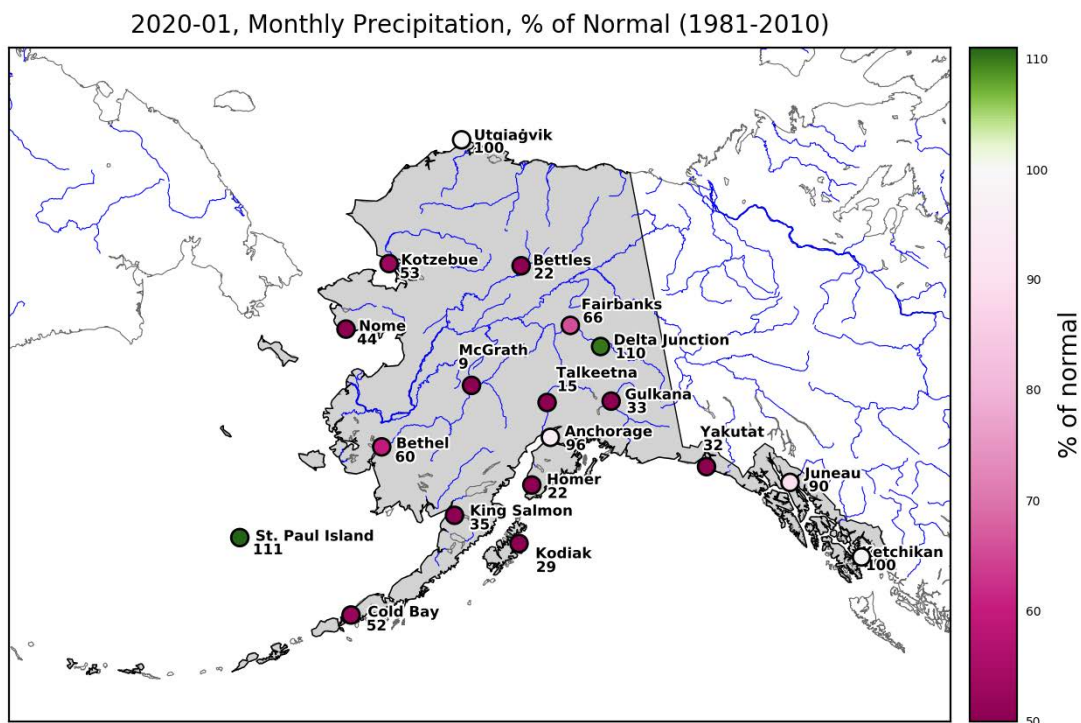 2020-01, Monthly Precipitation, % of Normal (1981-2010)
Utqiaġvik
100
Kotzebue
53
Bettles
22
Fairbanks
66
Nome
44
Delta Junction
110
McGrath
9
Talkeetna
15
Gulkana
33
Anchorage
96
Yakutat
32
Bethel
60
Juneau
90
Homer
22
King Salmon
35
St. Paul Island
111
Kodiak
29
etchikan
100
Cold Bay
52
110
100
90
80
70
60
50
% of normal